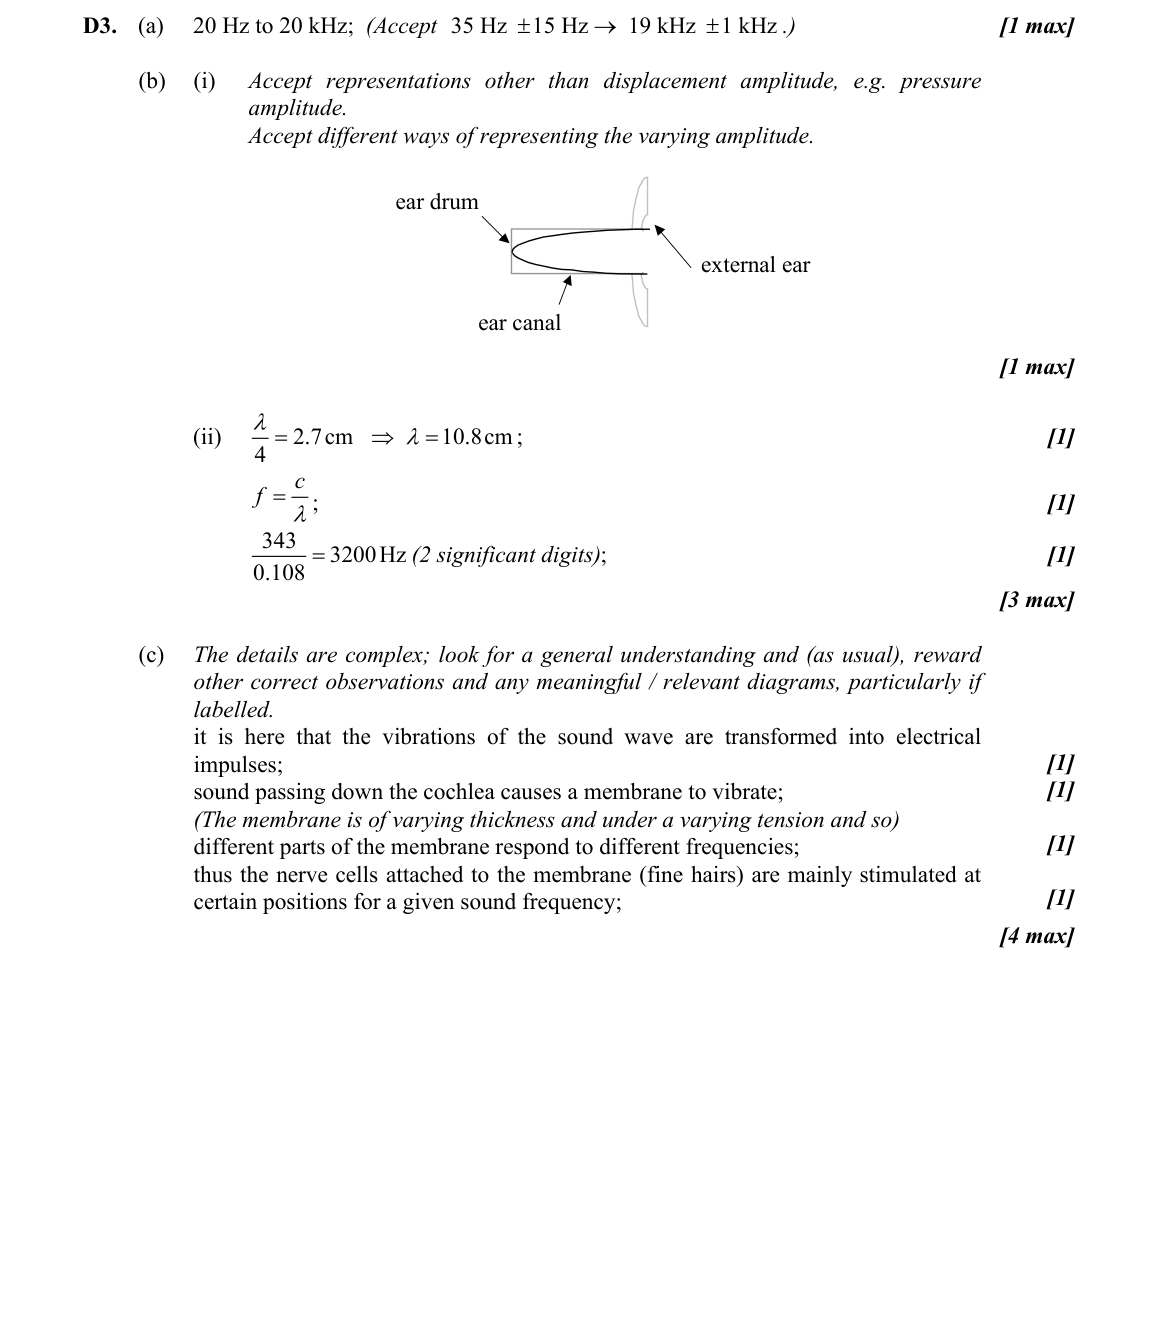 D3. (a) 20 Hz to 20 kHz; (Accept 35 Hz ±15 Hz → 19 kHz ±1 kHz .) [1 max]
(b) (i) Accept representations other than displacement amplitude, e.g. pressure
amplitude.
Accept different ways of representing the varying amplitude.
ear drum
external ear
ear canal
[1 max]
(ii) λ/4 = 2.7 cm ⇒ λ = 10.8 cm ; [1]
f = c/λ ; [1]
343/0.108 = 3200 Hz (2 significant digits); [1]
[3 max]
(c) The details are complex; look for a general understanding and (as usual), reward
other correct observations and any meaningful / relevant diagrams, particularly if
labelled.
it is here that the vibrations of the sound wave are transformed into electrical
impulses; [1]
sound passing down the cochlea causes a membrane to vibrate; [1]
(The membrane is of varying thickness and under a varying tension and so)
different parts of the membrane respond to different frequencies; [1]
thus the nerve cells attached to the membrane (fine hairs) are mainly stimulated at
certain positions for a given sound frequency; [1]
[4 max]